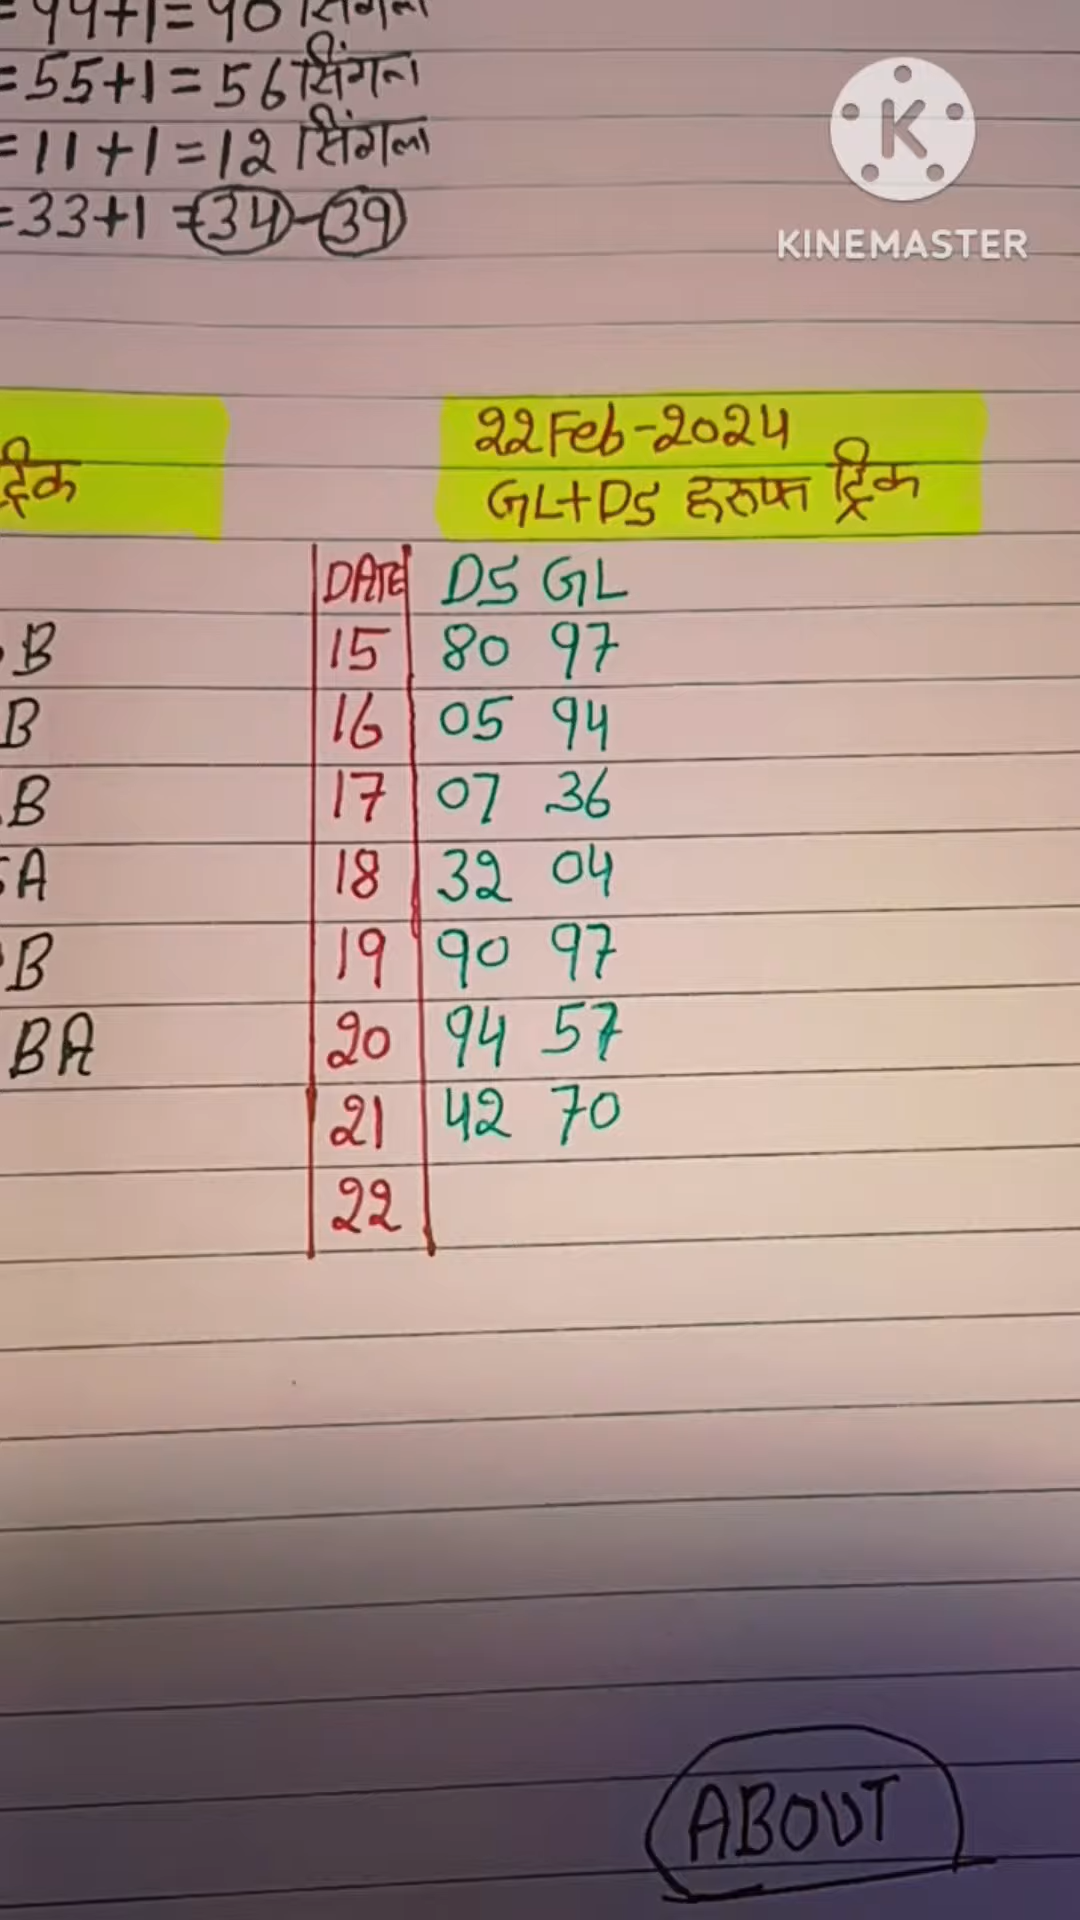 =55+1=56 सिंगल
=11+1=12 सिंगल
=33+1=34-39
KINEMASTER
ट्रिक
22Feb-2024
GL+DS हरुफ ट्रिक
DATE DS GL
B 15 80 97
B 16 05 94
B 17 07 36
A 18 32 04
B 19 90 97
BA 20 94 57
21 42 70
22
ABOUT